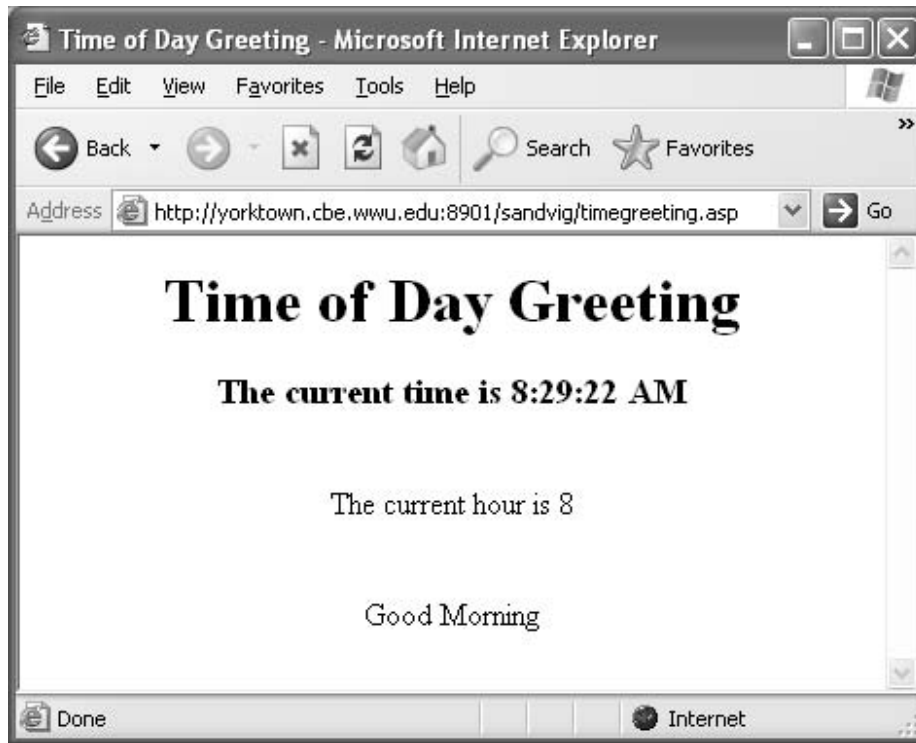 Time of Day Greeting - Microsoft Internet Explorer
File Edit View Favorites Tools Help
Back Search Favorites »
Address http://yorktown.cbe.wwu.edu:8901/sandvig/timegreeting.asp Go
Time of Day Greeting
The current time is 8:29:22 AM
The current hour is 8
Good Morning
Done Internet